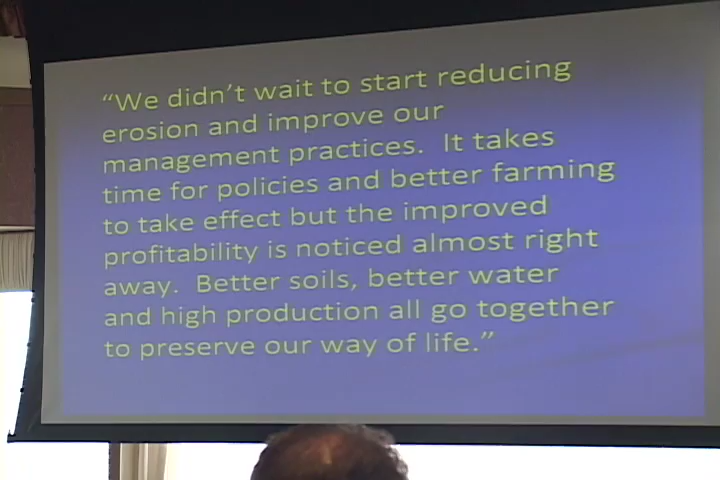 “We didn’t wait to start reducing
erosion and improve our
management practices.  It takes
time for policies and better farming
to take effect but the improved
profitability is noticed almost right
away.  Better soils, better water
and high production all go together
to preserve our way of life.”